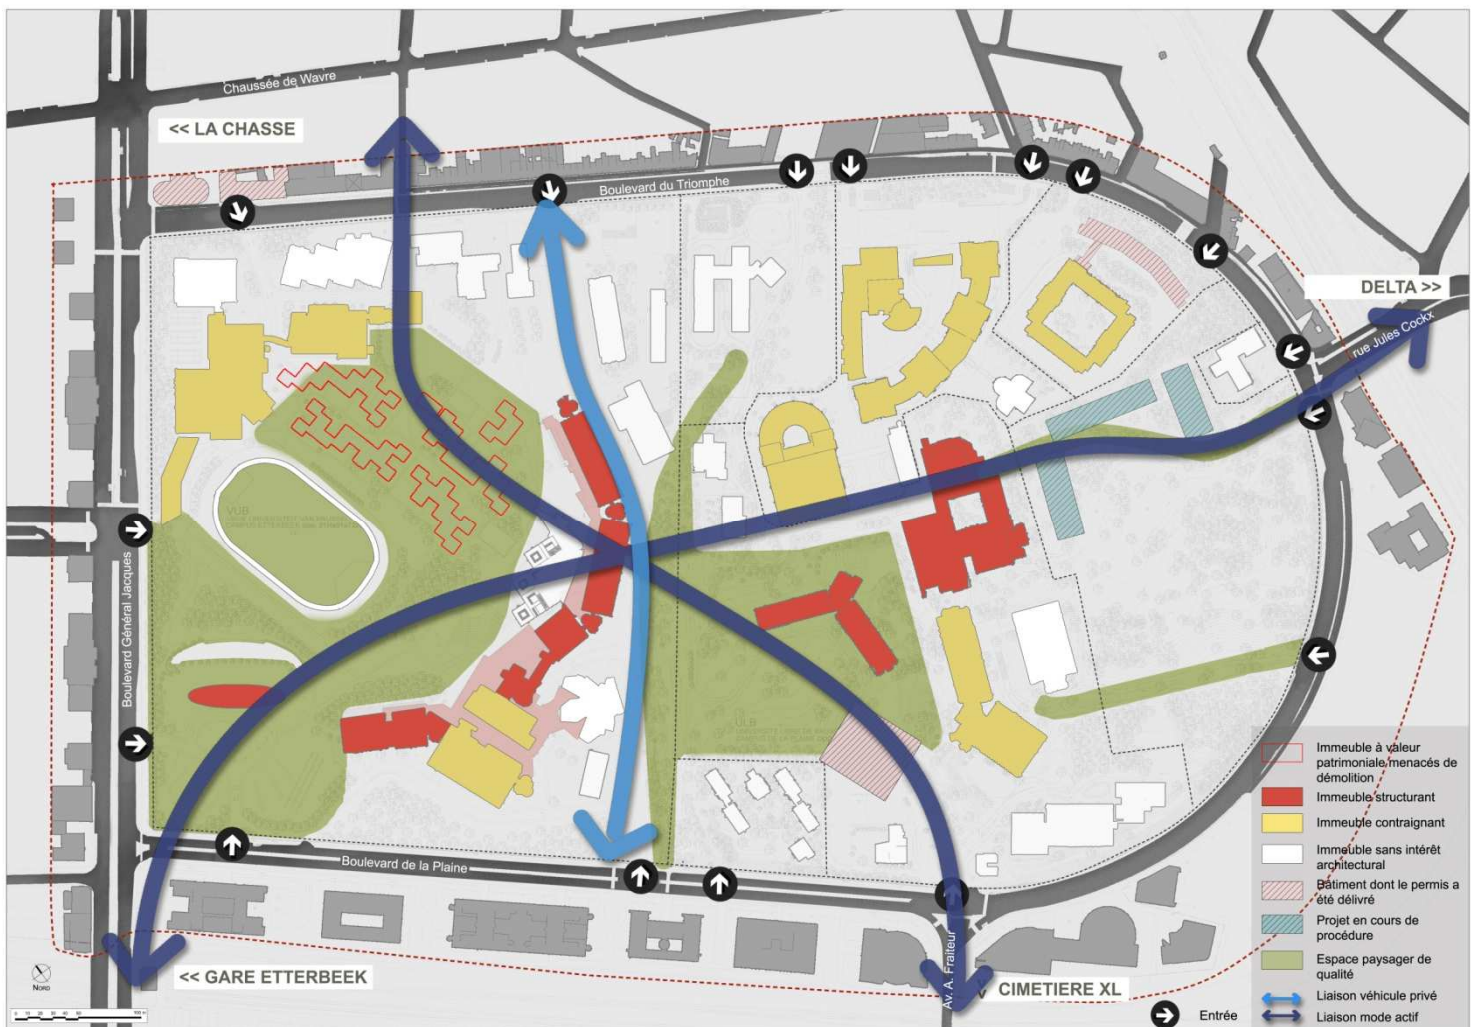 Chaussée de Wavre
<< LA CHASSE
Boulevard du Triomphe
DELTA >>
rue Jules Cockx
VUB
Boulevard Général Jacques
ULB
Boulevard de la Plaine
Av. A. Fraiteur
<< GARE ETTERBEEK
CIMETIERE XL
NORD
Immeuble à valeur
patrimoniale menacés de
démolition
Immeuble structurant
Immeuble contraignant
Immeuble sans intérêt
architectural
Bâtiment dont le permis a
été délivré
Projet en cours de
procédure
Espace paysager de
qualité
Liaison véhicule privé
Liaison mode actif
Entrée